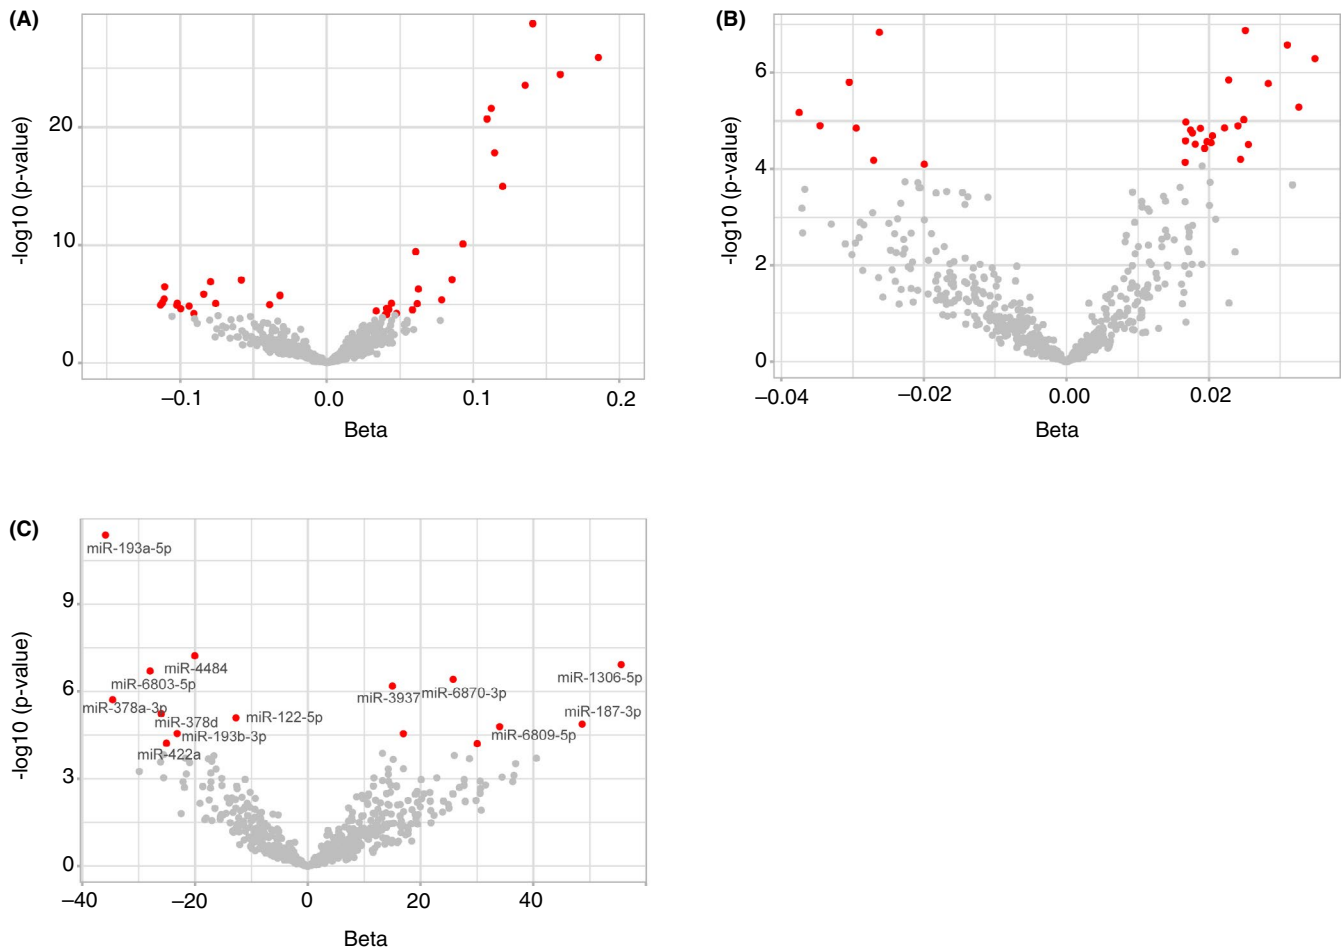 (A)
-log10 (p-value)
20
10
0
–0.1
0.0
0.1
0.2
Beta
(B)
-log10 (p-value)
6
4
2
0
–0.04
–0.02
0.00
0.02
Beta
(C)
-log10 (p-value)
9
6
3
0
miR-193a-5p
miR-4484
miR-6803-5p
miR-378a-3p
miR-378d
miR-122-5p
miR-193b-3p
miR-422a
miR-3937
miR-6870-3p
miR-1306-5p
miR-187-3p
miR-6809-5p
–40
–20
0
20
40
Beta